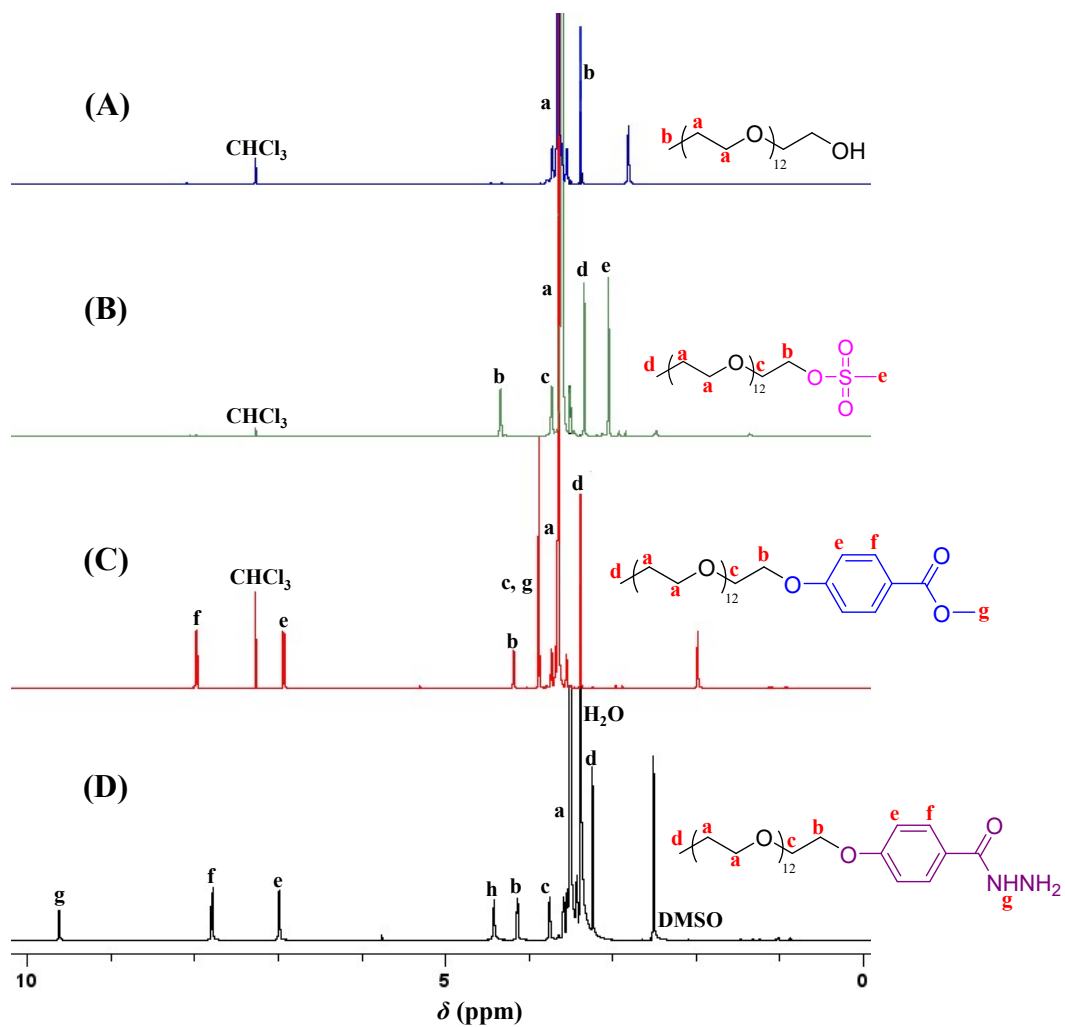 (A)
CHCl3
a
b
b
a
a
O
12
OH
(B)
CHCl3
b
c
a
d
e
d
a
a
O
12
c
b
O
S
O
O
e
(C)
f
CHCl3
e
b
c, g
a
d
d
a
a
O
12
c
b
O
e
f
O
O
g
(D)
g
f
e
h
b
c
a
H2O
d
DMSO
d
a
a
O
12
c
b
O
e
f
O
NHNH2
g
10
5
0
δ (ppm)